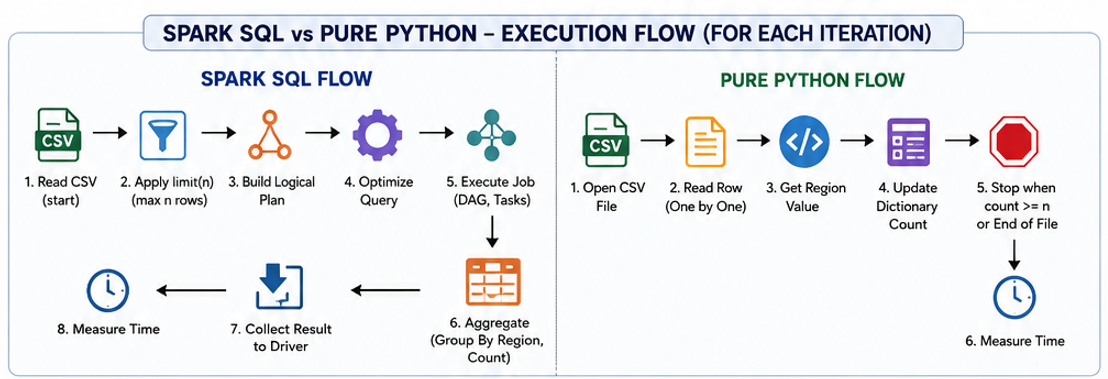 SPARK SQL vs PURE PYTHON – EXECUTION FLOW (FOR EACH ITERATION)
SPARK SQL FLOW
CSV
1. Read CSV
(start)
2. Apply limit(n)
(max n rows)
3. Build Logical
Plan
4. Optimize
Query
5. Execute Job
(DAG, Tasks)
6. Aggregate
(Group By Region,
Count)
7. Collect Result
to Driver
8. Measure Time
PURE PYTHON FLOW
CSV
1. Open CSV
File
2. Read Row
(One by One)
</>
3. Get Region
Value
4. Update
Dictionary
Count
5. Stop when
count >= n
or End of File
6. Measure Time